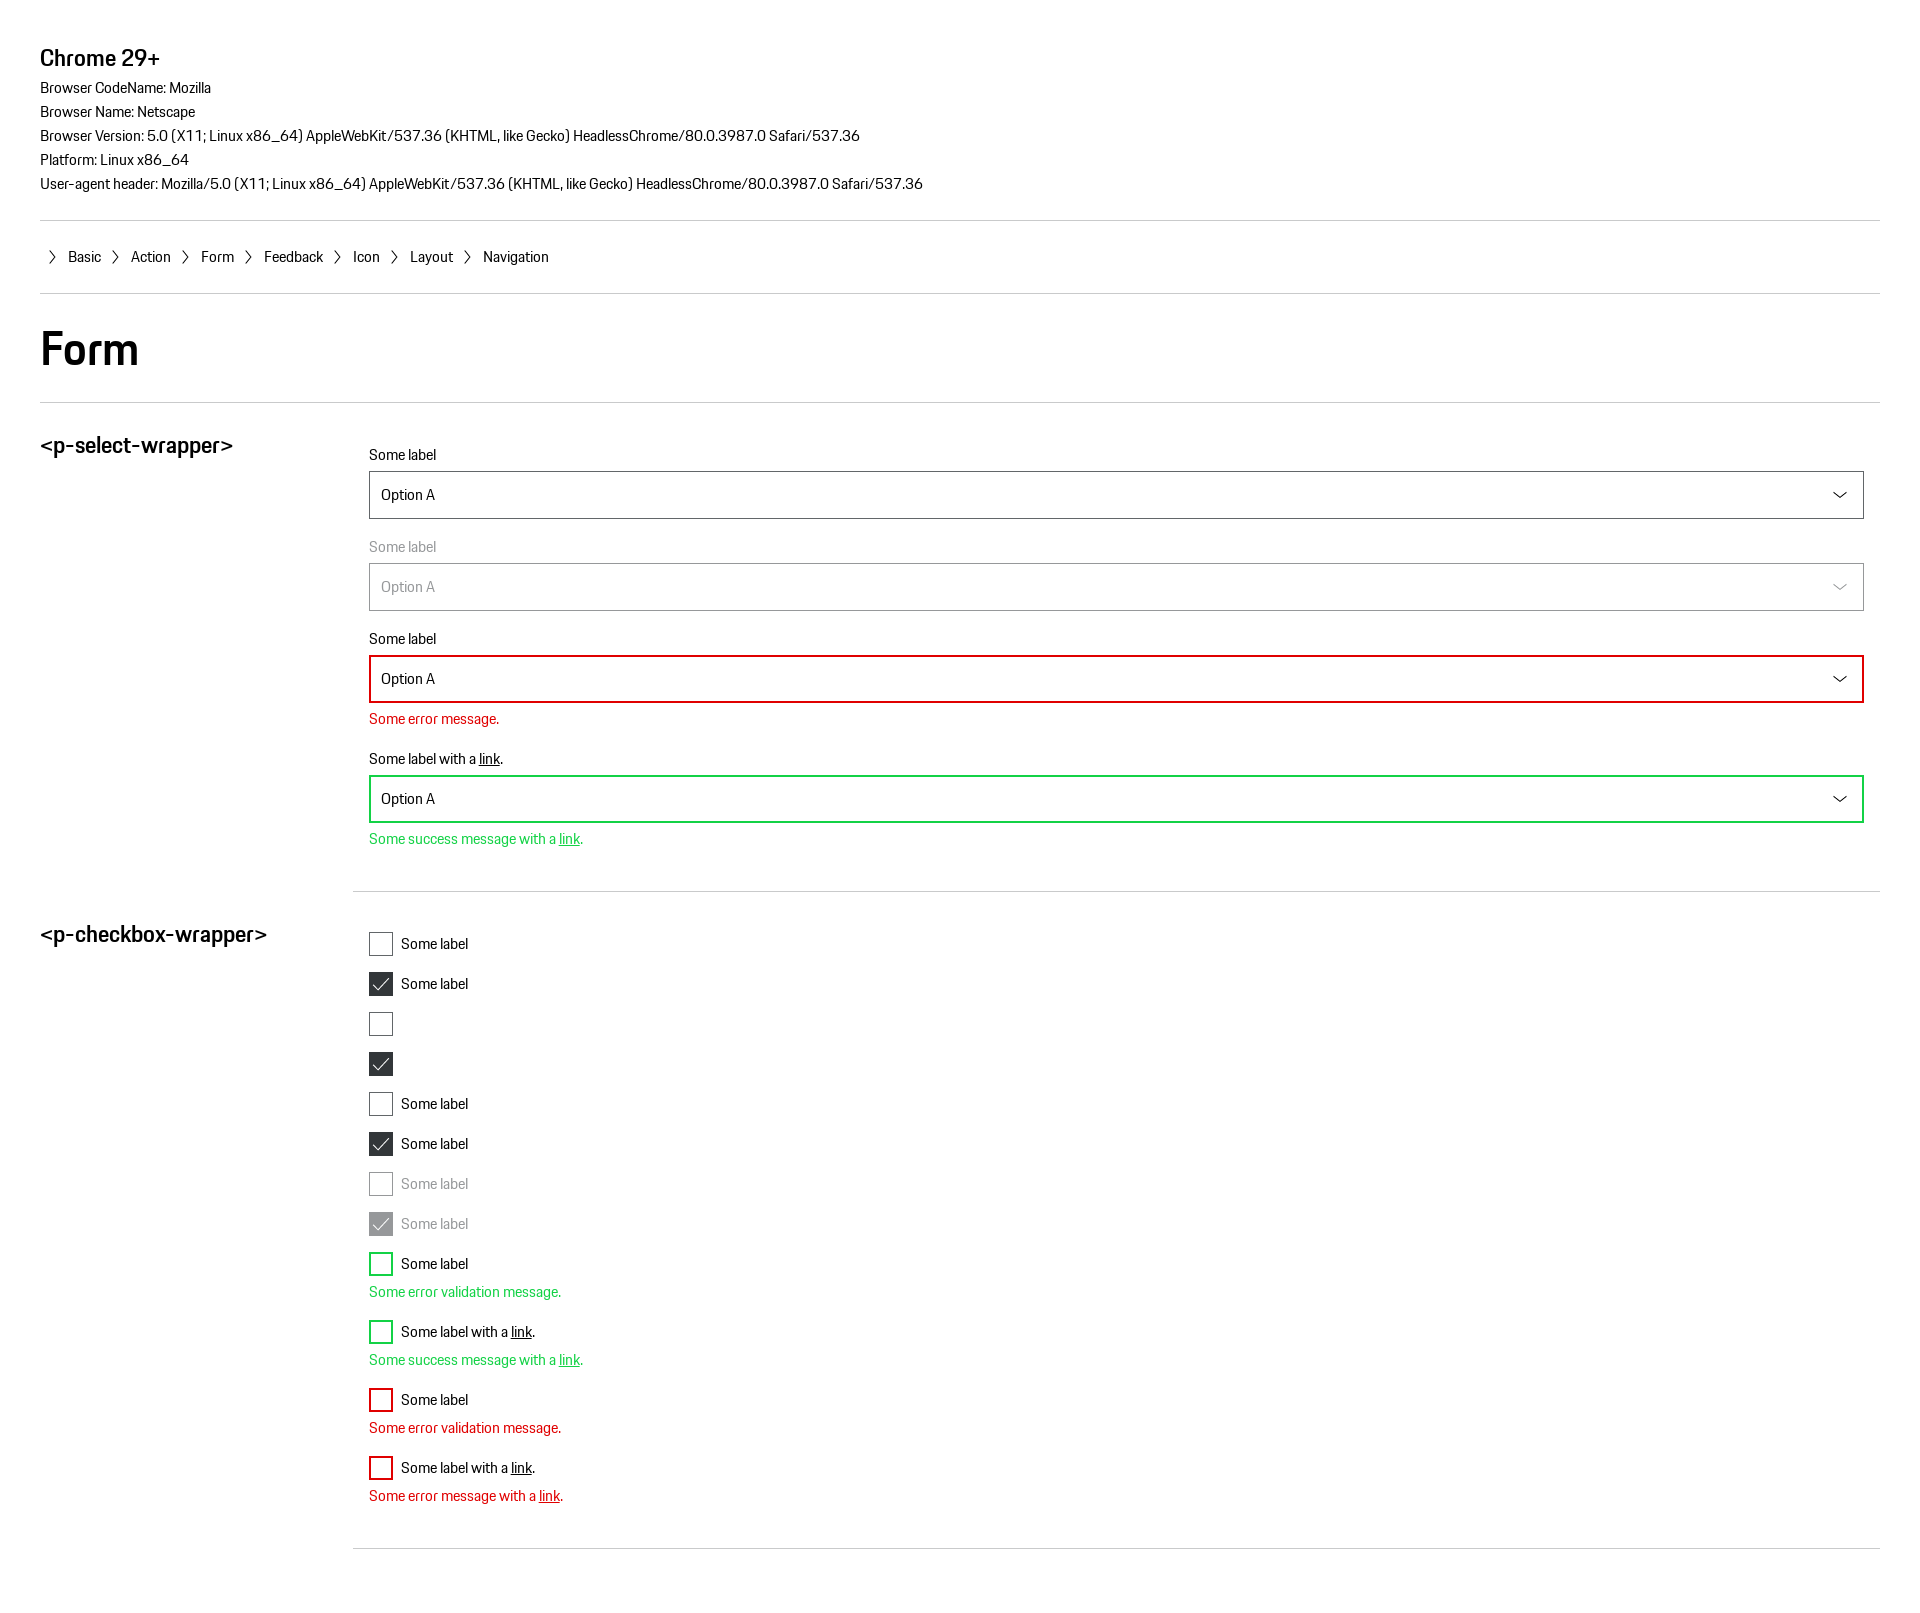 Chrome 29+
Browser CodeName: Mozilla
Browser Name: Netscape
Browser Version: 5.0 (X11; Linux x86_64) AppleWebKit/537.36 (KHTML, like Gecko) HeadlessChrome/80.0.3987.0 Safari/537.36
Platform: Linux x86_64
User-agent header: Mozilla/5.0 (X11; Linux x86_64) AppleWebKit/537.36 (KHTML, like Gecko) HeadlessChrome/80.0.3987.0 Safari/537.36
Basic Action Form Feedback Icon Layout Navigation
Form
<p-select-wrapper>
Some label
Option A
Some label
Option A
Some label
Option A
Some error message.
Some label with a link.
Option A
Some success message with a link.
<p-checkbox-wrapper>
Some label
Some label
Some label
Some label
Some label
Some label
Some label
Some error validation message.
Some label with a link.
Some success message with a link.
Some label
Some error validation message.
Some label with a link.
Some error message with a link.